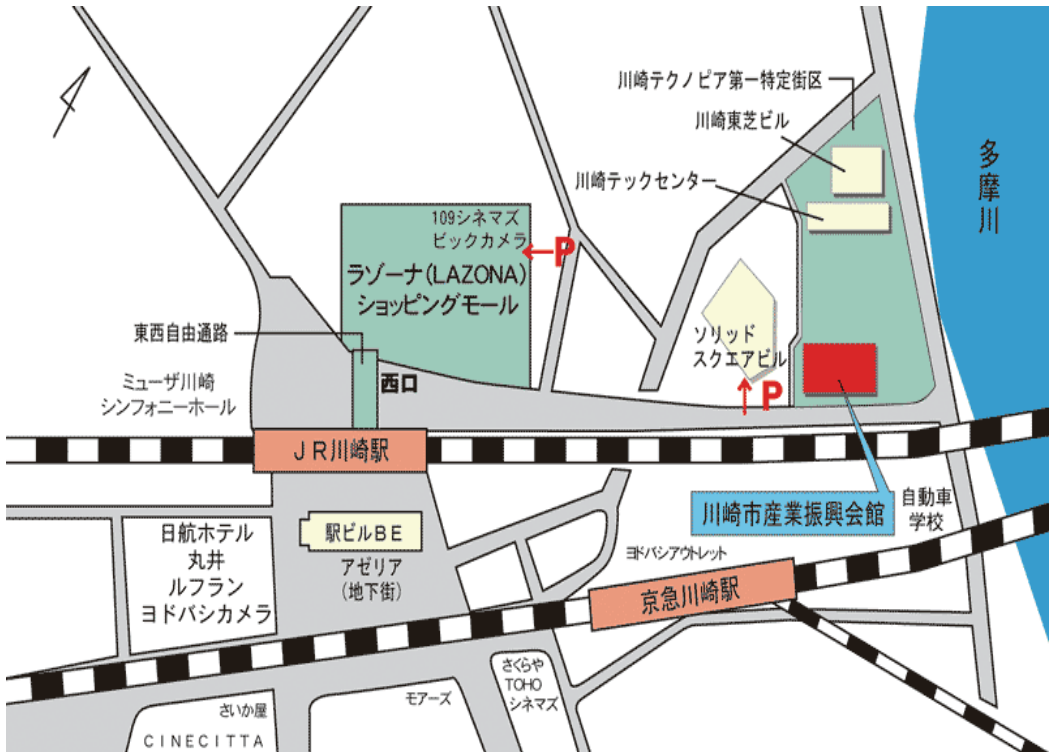 川崎テクノピア第一特定街区
川崎東芝ビル
川崎テックセンター
多摩川
109シネマズ
ビックカメラ
P
ラゾーナ(LAZONA)
ショッピングモール
東西自由通路
ソリッド
スクエアビル
西口
P
ミューザ川崎
シンフォニーホール
JR川崎駅
川崎市産業振興会館
自動車
学校
日航ホテル
丸井
ルフラン
ヨドバシカメラ
駅ビルBE
アゼリア
(地下街)
ヨドバシアウトレット
京急川崎駅
さくらや
TOHO
シネマズ
モアーズ
さいか屋
CINECITTA